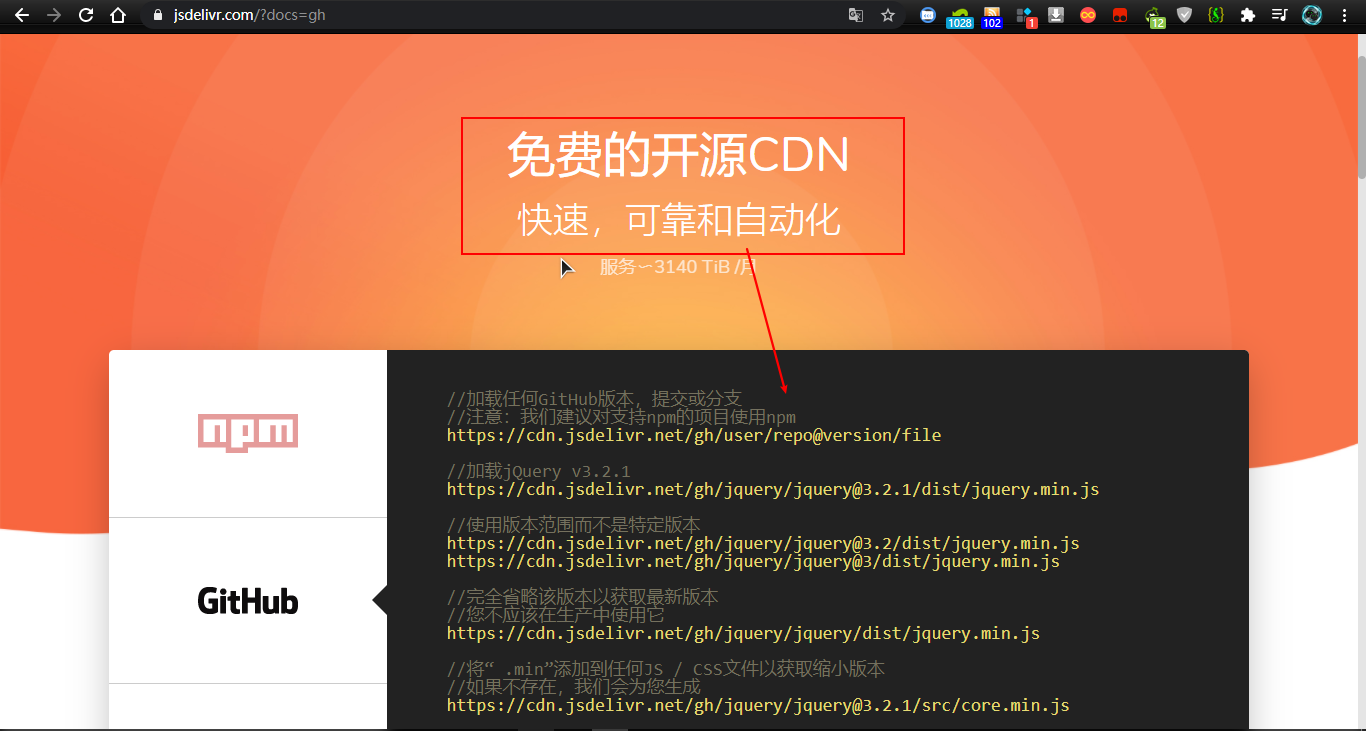 jsdelivr.com/?docs=gh
1028
102
1
12
免费的开源CDN
快速，可靠和自动化
服务〜3140 TiB /月
npm
GitHub
//加载任何GitHub版本，提交或分支
//注意：我们建议对支持npm的项目使用npm
https://cdn.jsdelivr.net/gh/user/repo@version/file
//加载jQuery v3.2.1
https://cdn.jsdelivr.net/gh/jquery/jquery@3.2.1/dist/jquery.min.js
//使用版本范围而不是特定版本
https://cdn.jsdelivr.net/gh/jquery/jquery@3.2/dist/jquery.min.js
https://cdn.jsdelivr.net/gh/jquery/jquery@3/dist/jquery.min.js
//完全省略该版本以获取最新版本
//您不应该在生产中使用它
https://cdn.jsdelivr.net/gh/jquery/jquery/dist/jquery.min.js
//将“ .min”添加到任何JS / CSS文件以获取缩小版本
//如果不存在，我们会为您生成
https://cdn.jsdelivr.net/gh/jquery/jquery@3.2.1/src/core.min.js